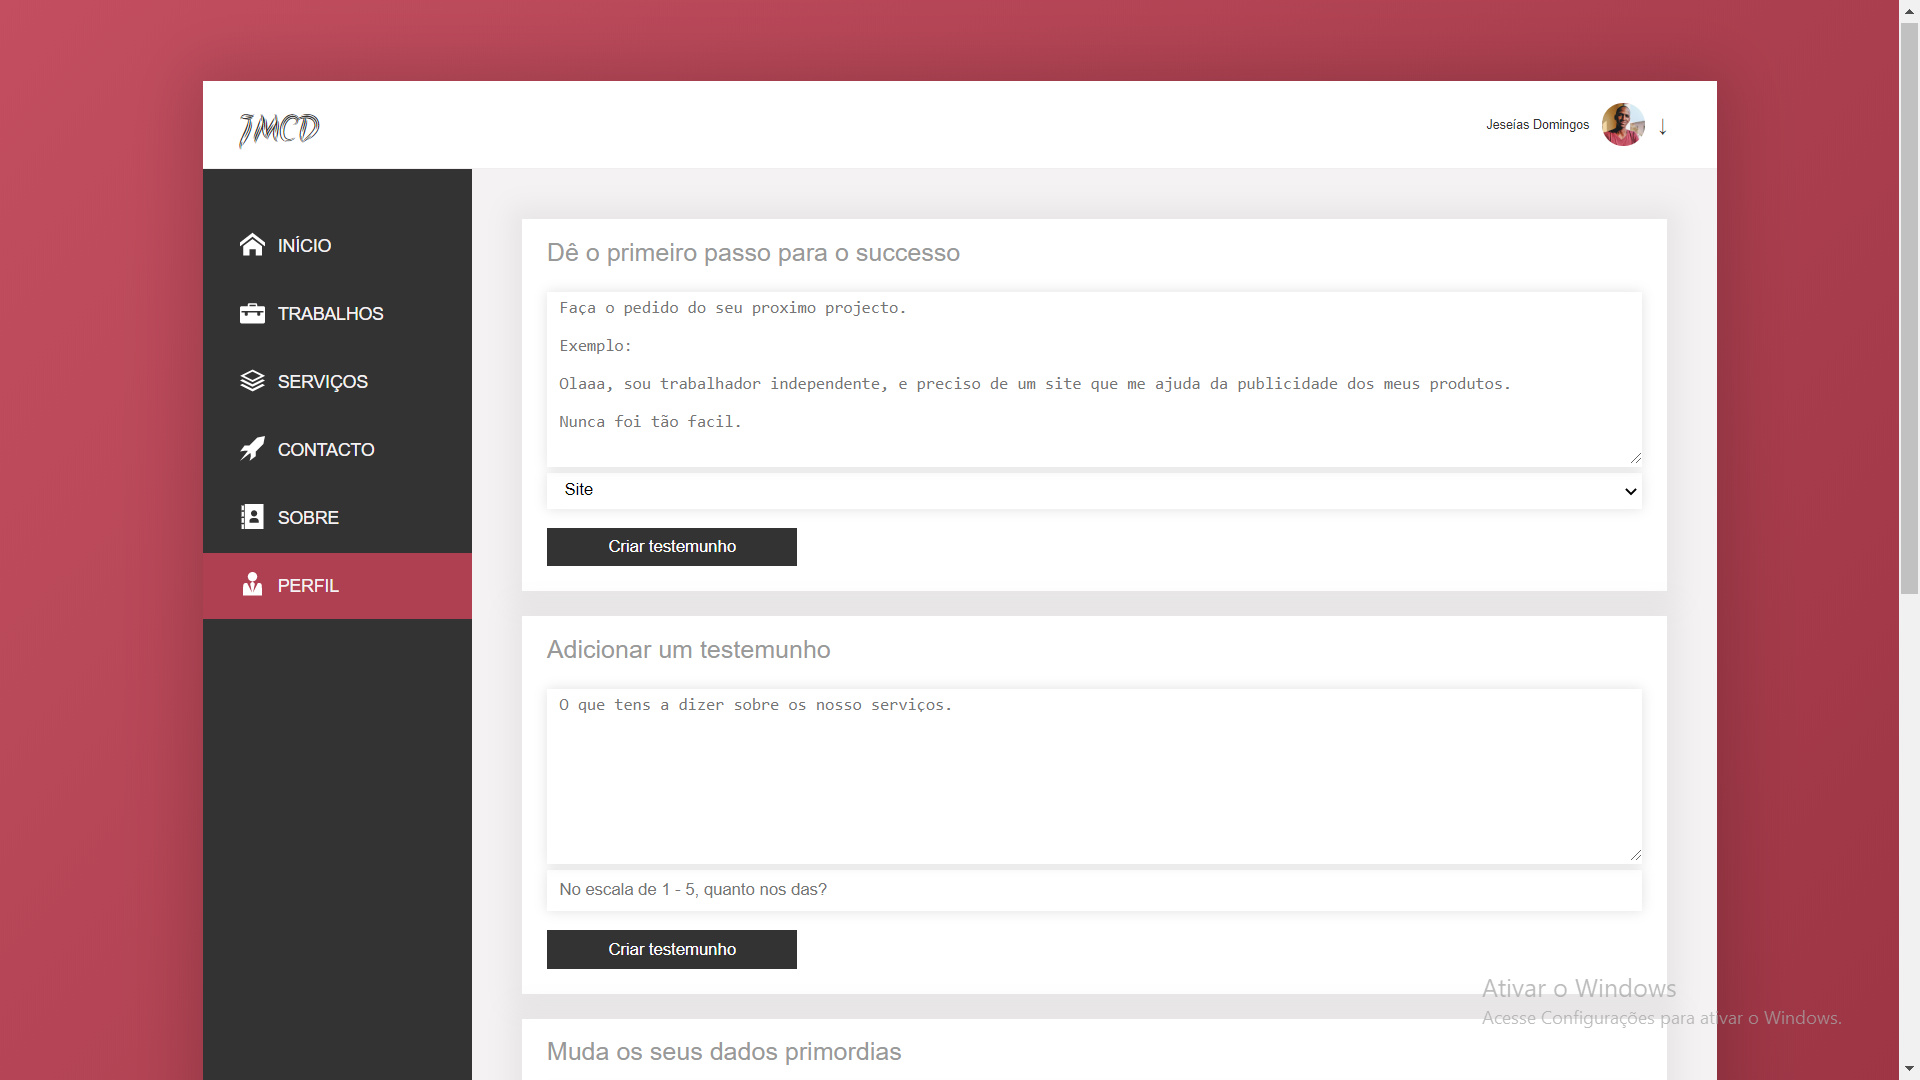 JMCD
Jeseías Domingos ↓
INÍCIO
TRABALHOS
SERVIÇOS
CONTACTO
SOBRE
PERFIL
Dê o primeiro passo para o successo
Faça o pedido do seu proximo projecto.
Exemplo:
Olaaa, sou trabalhador independente, e preciso de um site que me ajuda da publicidade dos meus produtos.
Nunca foi tão facil.
Site
Criar testemunho
Adicionar um testemunho
O que tens a dizer sobre os nosso serviços.
No escala de 1 - 5, quanto nos das?
Criar testemunho
Muda os seus dados primordias
Ativar o Windows
Acesse Configurações para ativar o Windows.